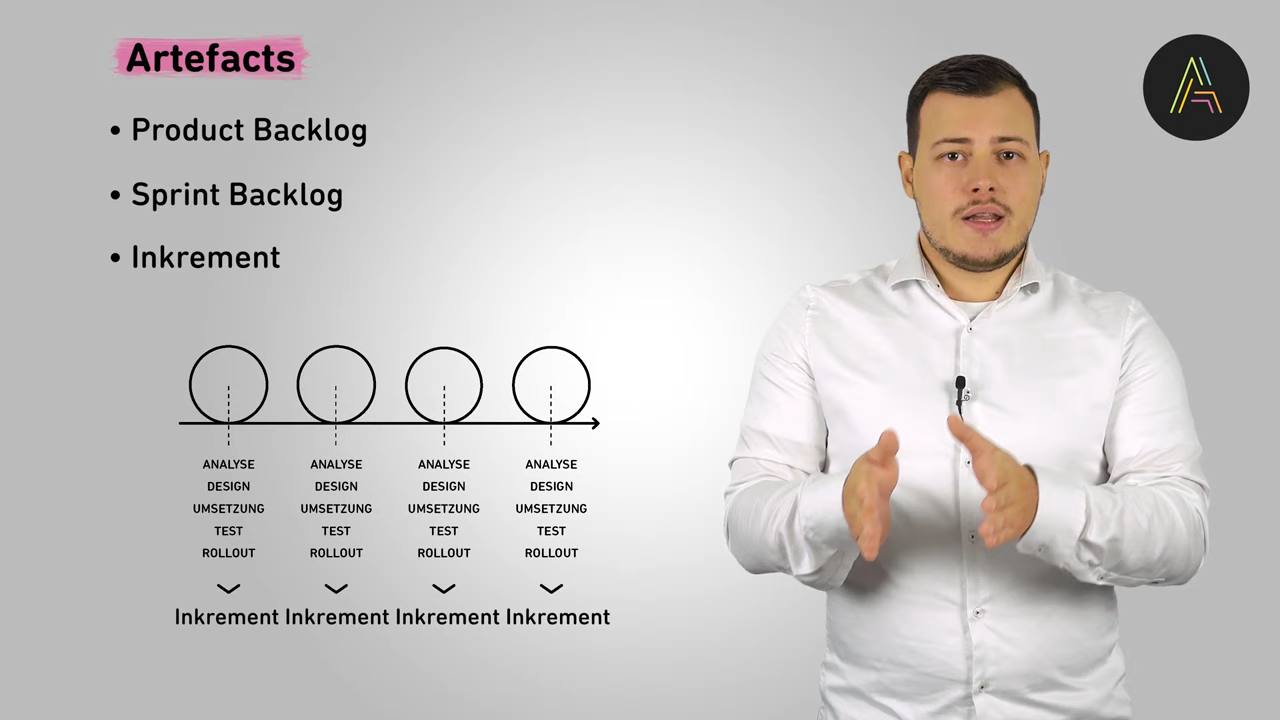 Artefacts
• Product Backlog
• Sprint Backlog
• Inkrement
ANALYSE ANALYSE ANALYSE ANALYSE
DESIGN DESIGN DESIGN DESIGN
UMSETZUNG UMSETZUNG UMSETZUNG UMSETZUNG
TEST TEST TEST TEST
ROLLOUT ROLLOUT ROLLOUT ROLLOUT
Inkrement Inkrement Inkrement Inkrement